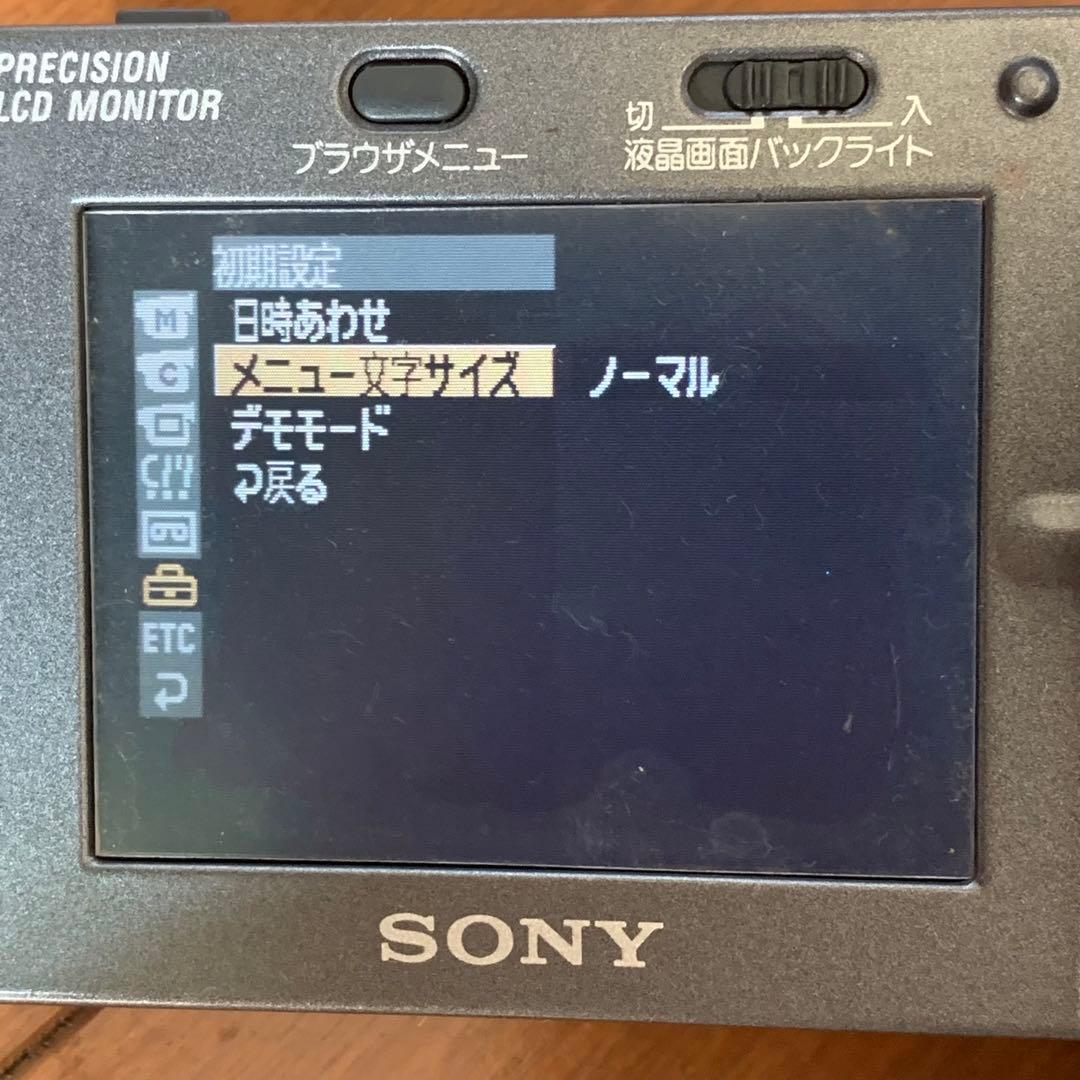 PRECISION
LCD MONITOR
ブラウザメニュー
切 入
液晶画面バックライト
初期設定
日時あわせ
メニュー文字サイズ ノーマル
デモモード
戻る
M
C
ETC
SONY